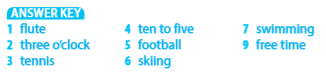 ANSWER KEY
1 flute
2 three o'clock
3 tennis
4 ten to five
5 football
6 skiing
7 swimming
9 free time